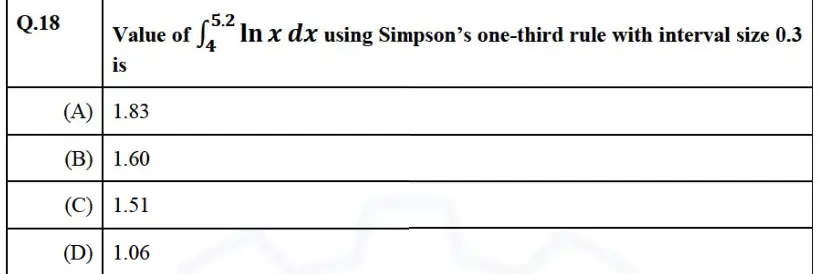 Q.18
Value of ∫₄^5.2 ln x dx using Simpson's one-third rule with interval size 0.3
is
(A) 1.83
(B) 1.60
(C) 1.51
(D) 1.06